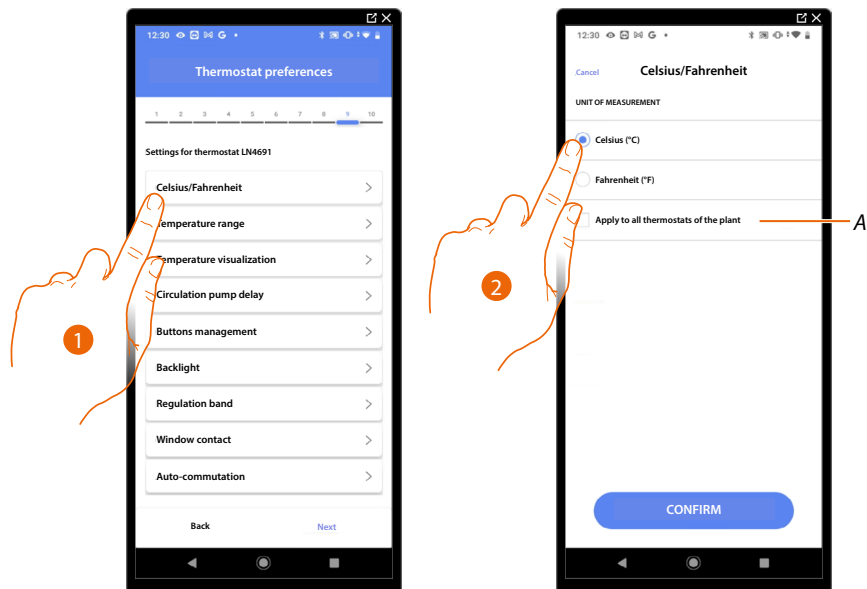 12:30 G
Thermostat preferences
1 2 3 4 5 6 7 8 9 10
Settings for thermostat LN4691
Celsius/Fahrenheit
Temperature range
Temperature visualization
Circulation pump delay
Buttons management
Backlight
Regulation band
Window contact
Auto-commutation
Back Next
1
12:30 G
Cancel Celsius/Fahrenheit
UNIT OF MEASUREMENT
Celsius (°C)
Fahrenheit (°F)
Apply to all thermostats of the plant
A
2
CONFIRM